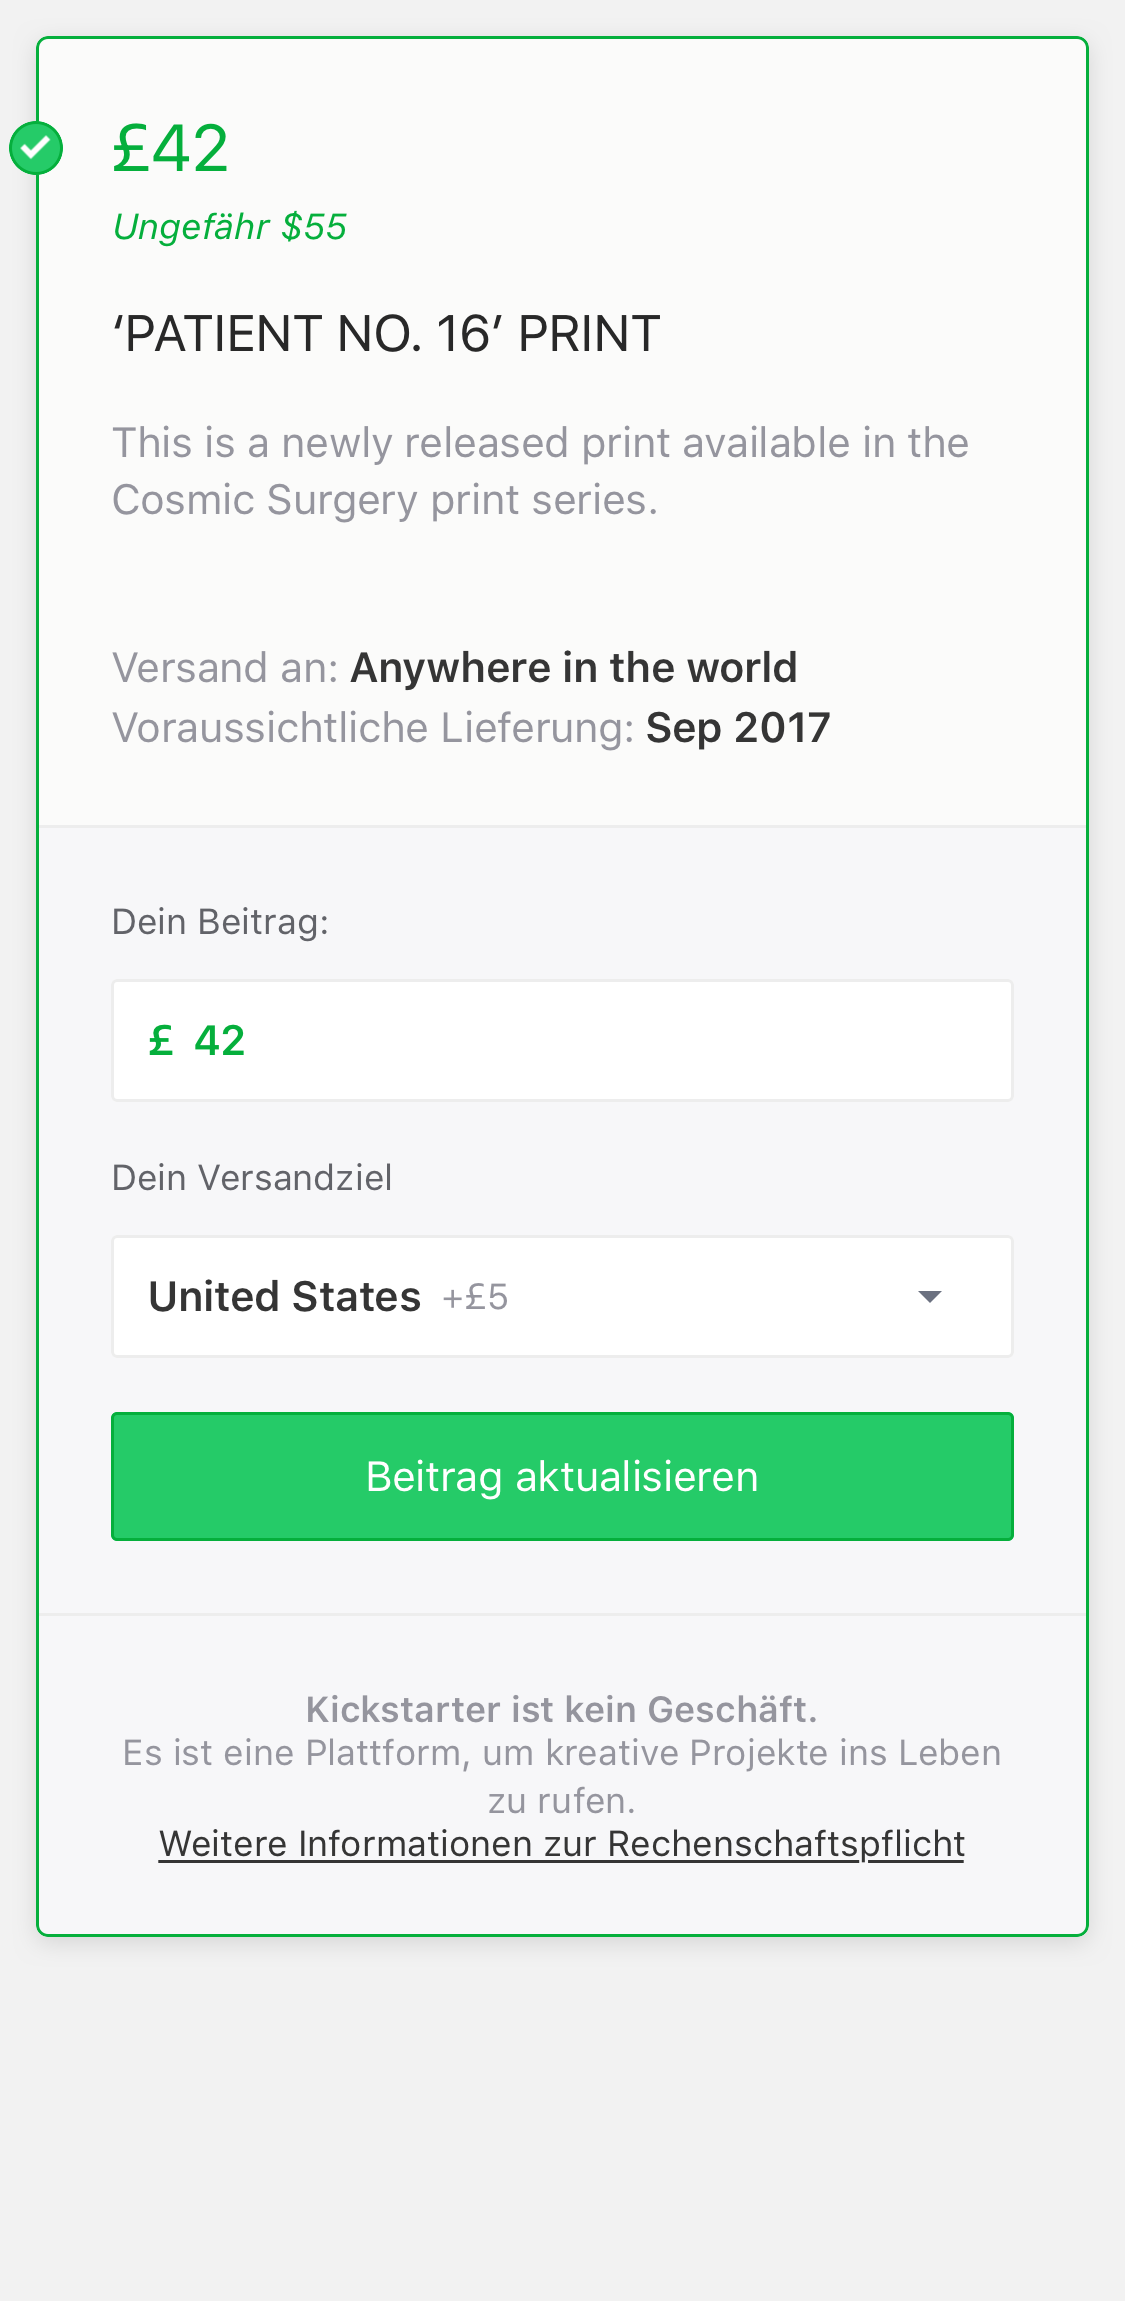 £42
Ungefähr $55
‘PATIENT NO. 16’ PRINT
This is a newly released print available in the
Cosmic Surgery print series.
Versand an: Anywhere in the world
Voraussichtliche Lieferung: Sep 2017
Dein Beitrag:
£ 42
Dein Versandziel
United States +£5
Beitrag aktualisieren
Kickstarter ist kein Geschäft.
Es ist eine Plattform, um kreative Projekte ins Leben
zu rufen.
Weitere Informationen zur Rechenschaftspflicht